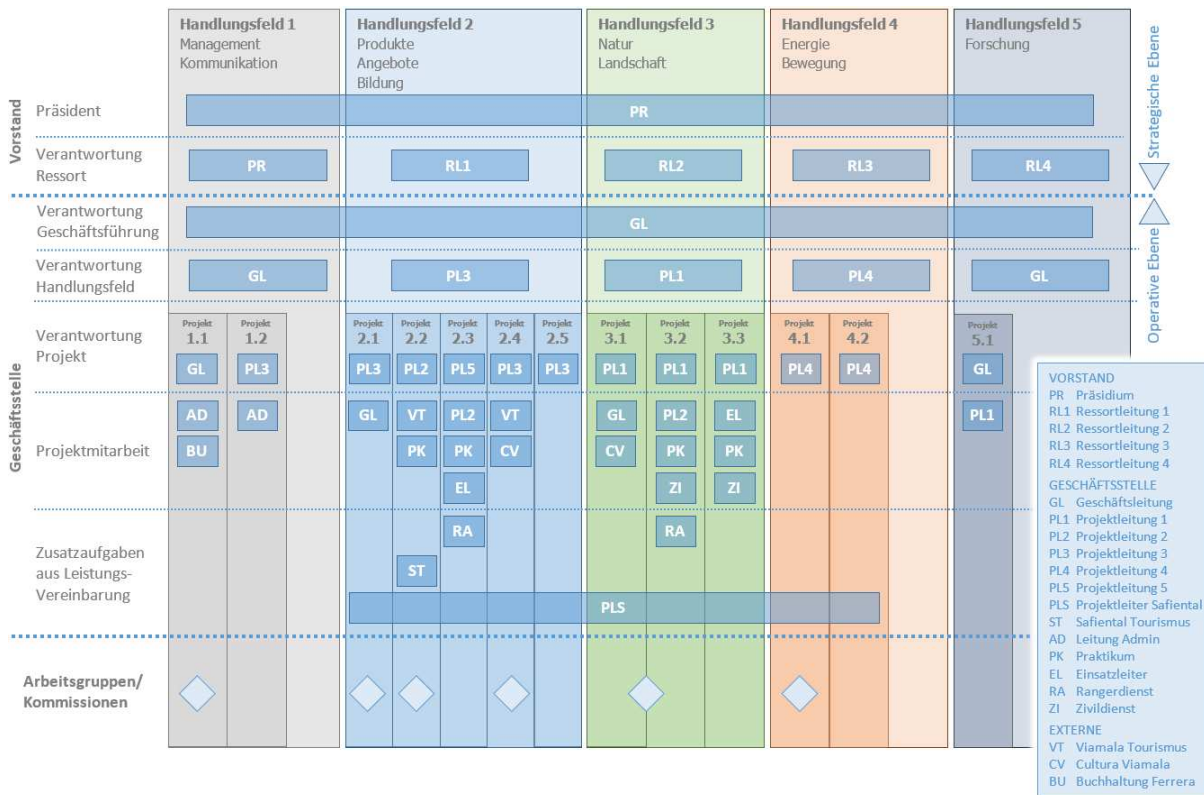 Handlungsfeld 1
Management
Kommunikation
Handlungsfeld 2
Produkte
Angebote
Bildung
Handlungsfeld 3
Natur
Landschaft
Handlungsfeld 4
Energie
Bewegung
Handlungsfeld 5
Forschung
Strategische Ebene
Operative Ebene
Vorstand
Präsident
PR
Verantwortung
Ressort
PR RL1 RL2 RL3 RL4
Geschäftsstelle
Verantwortung
Geschäftsführung
GL
Verantwortung
Handlungsfeld
GL PL3 PL1 PL4 GL
Verantwortung
Projekt
Projekt Projekt Projekt Projekt Projekt Projekt Projekt Projekt Projekt Projekt Projekt Projekt Projekt
1.1 1.2 2.1 2.2 2.3 2.4 2.5 3.1 3.2 3.3 4.1 4.2 5.1
GL PL3 PL3 PL2 PL5 PL3 PL3 PL1 PL1 PL1 PL4 PL4 GL
Projektmitarbeit
AD AD GL VT PL2 VT GL PL2 EL PL1
BU PK PK CV CV PK PK
EL ZI ZI
Zusatzaufgaben
aus Leistungs-
Vereinbarung
RA RA
ST
PLS
Arbeitsgruppen/
Kommissionen
VORSTAND
PR Präsidium
RL1 Ressortleitung 1
RL2 Ressortleitung 2
RL3 Ressortleitung 3
RL4 Ressortleitung 4
GESCHÄFTSSTELLE
GL Geschäftsleitung
PL1 Projektleitung 1
PL2 Projektleitung 2
PL3 Projektleitung 3
PL4 Projektleitung 4
PL5 Projektleitung 5
PLS Projektleiter Safiental
ST Safiental Tourismus
AD Leitung Admin
PK Praktikum
EL Einsatzleiter
RA Rangerdienst
ZI Zivildienst
EXTERNE
VT Viamala Tourismus
CV Cultura Viamala
BU Buchhaltung Ferrera